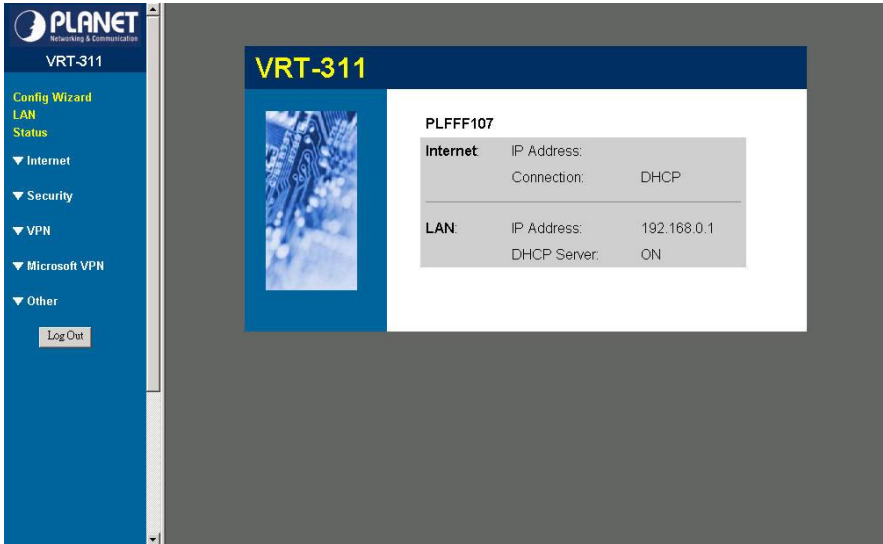 PLANET
Networking & Communication
VRT-311
Config Wizard
LAN
Status
Internet
Security
VPN
Microsoft VPN
Other
Log Out
VRT-311
PLFFF107
Internet: IP Address:
Connection: DHCP
LAN: IP Address: 192.168.0.1
DHCP Server: ON